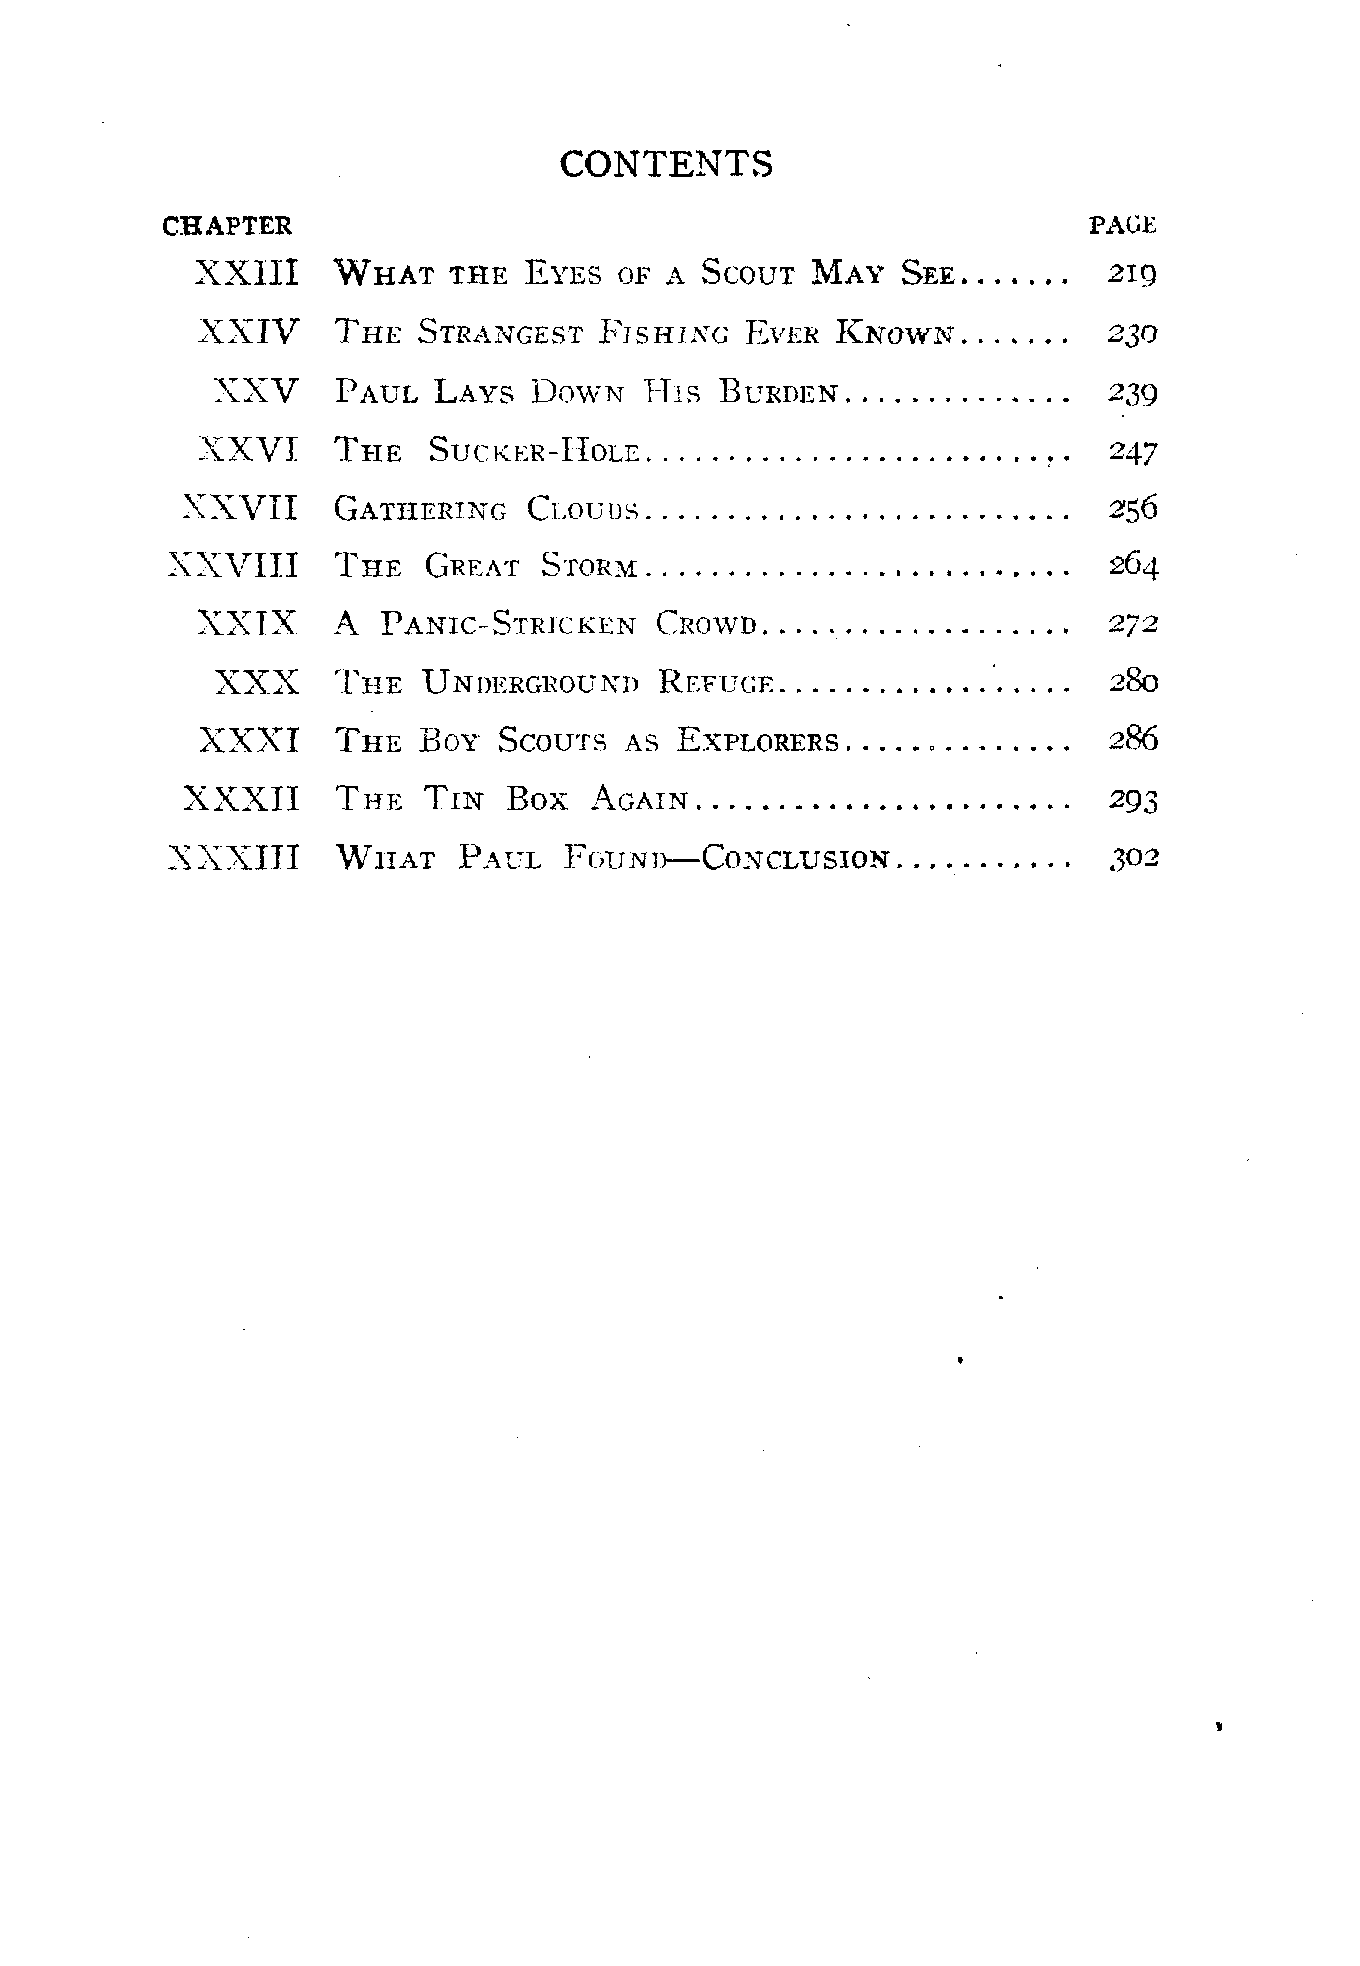 CONTENTS
CHAPTER PAGE
XXIII What the Eyes of a Scout May See....... 219
XXIV The Strangest Fishing Ever Known....... 230
XXV Paul Lays Down His Burden.............. 239
XXVI The Sucker-Hole.......................... 247
XXVII Gathering Clouds.......................... 256
XXVIII The Great Storm.......................... 264
XXIX A Panic-Stricken Crowd................... 272
XXX The Underground Refuge.................. 280
XXXI The Boy Scouts as Explorers.............. 286
XXXII The Tin Box Again....................... 293
XXXIII What Paul Found—Conclusion........... 302